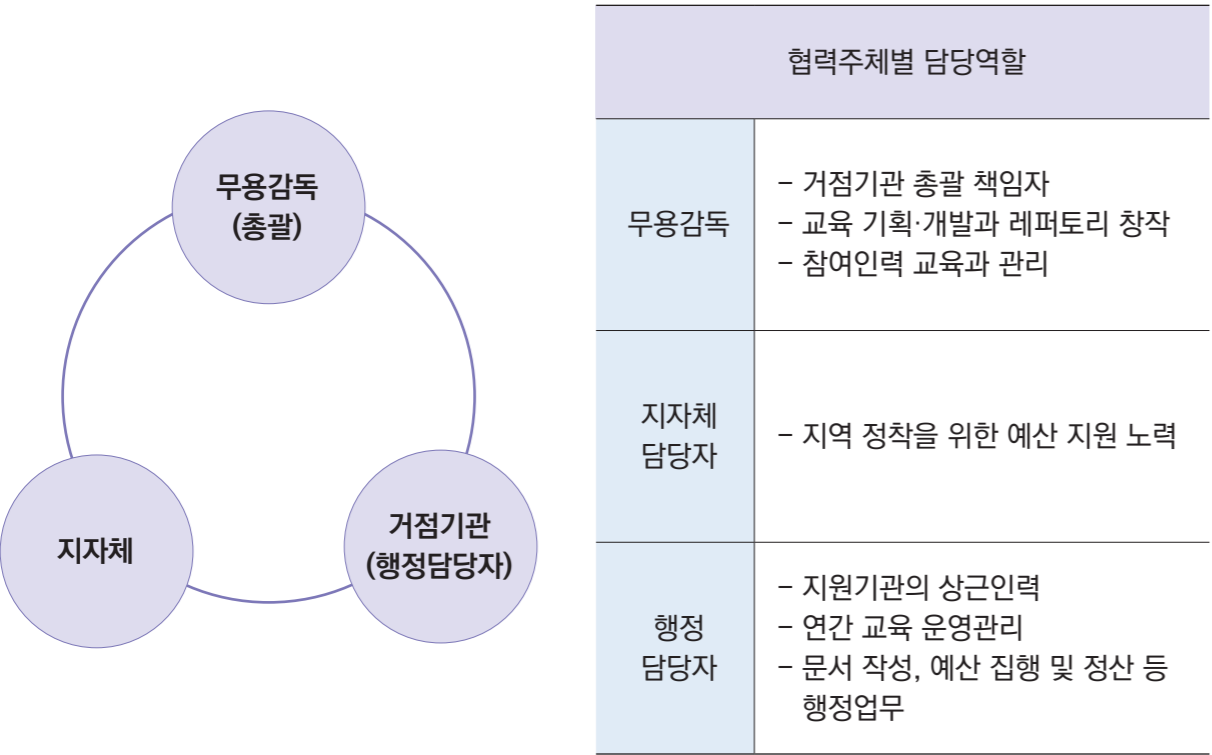 무용감독
(총괄)
지자체
거점기관
(행정담당자)
협력주체별 담당역할
무용감독
– 거점기관 총괄 책임자
– 교육 기획·개발과 레퍼토리 창작
– 참여인력 교육과 관리
지자체
담당자
– 지역 정착을 위한 예산 지원 노력
행정
담당자
– 지원기관의 상근인력
– 연간 교육 운영관리
– 문서 작성, 예산 집행 및 정산 등
행정업무